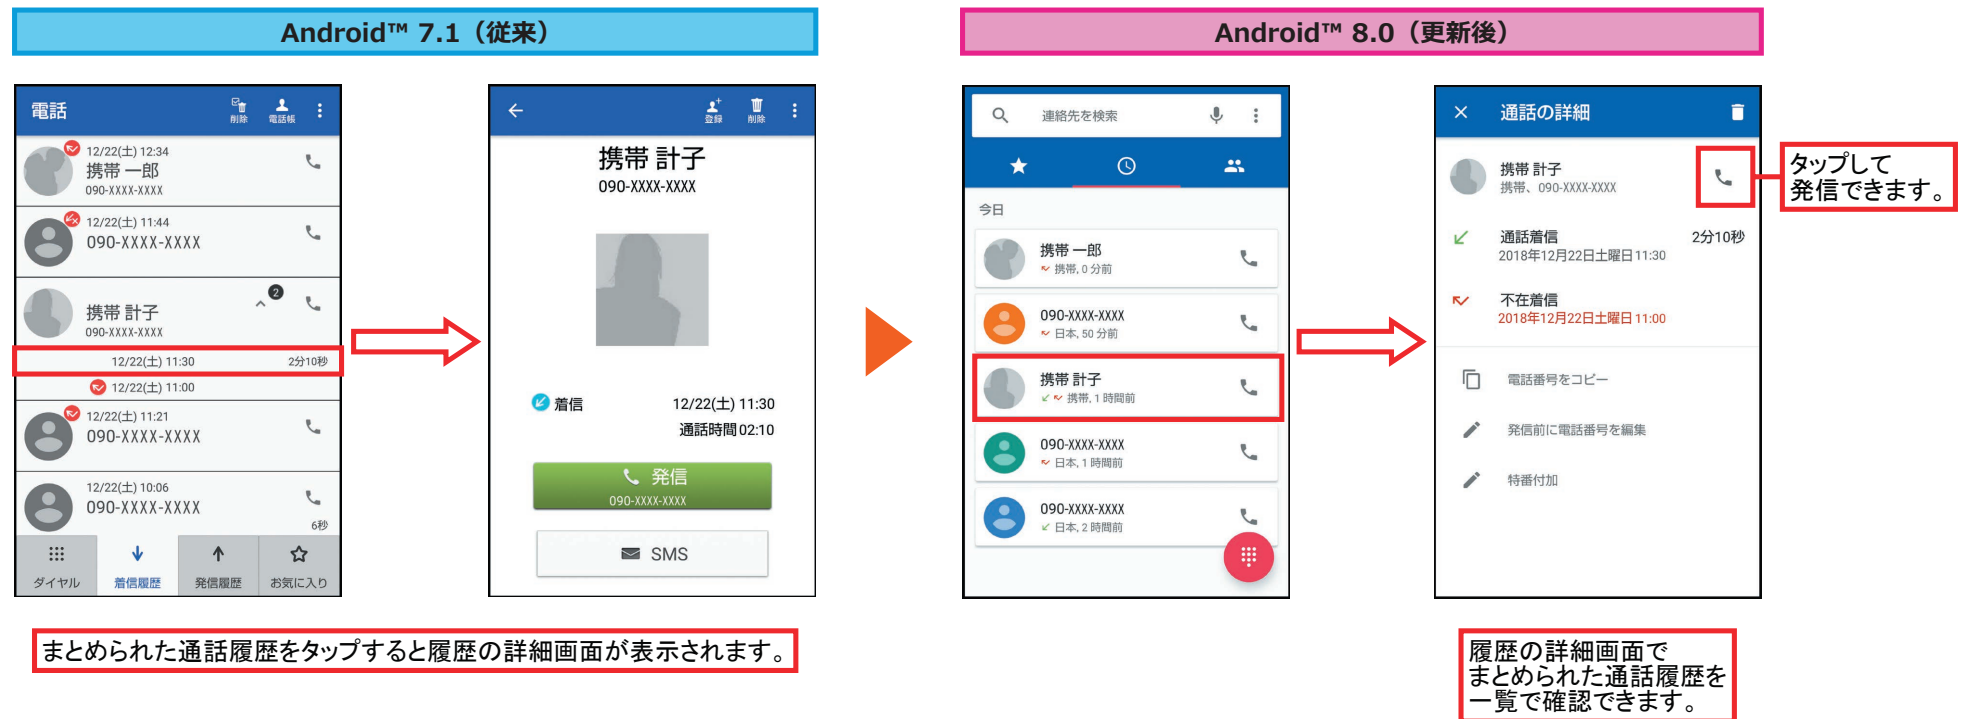 Android™ 7.1（従来）
電話
削除
電話帳
12/22(土) 12:34
携帯 一郎
090-XXXX-XXXX
12/22(土) 11:44
090-XXXX-XXXX
2
携帯 計子
090-XXXX-XXXX
12/22(土) 11:30 2分10秒
12/22(土) 11:00
12/22(土) 11:21
090-XXXX-XXXX
12/22(土) 10:06
090-XXXX-XXXX
6秒
ダイヤル 着信履歴 発信履歴 お気に入り
登録 削除
携帯 計子
090-XXXX-XXXX
着信 12/22(土) 11:30
通話時間 02:10
発信
090-XXXX-XXXX
SMS
まとめられた通話履歴をタップすると履歴の詳細画面が表示されます。
Android™ 8.0（更新後）
連絡先を検索
今日
携帯 一郎
携帯, 0 分前
090-XXXX-XXXX
日本, 50 分前
携帯 計子
携帯, 1 時間前
090-XXXX-XXXX
日本, 1 時間前
090-XXXX-XXXX
日本, 2 時間前
通話の詳細
携帯 計子
携帯、090-XXXX-XXXX
通話着信 2分10秒
2018年12月22日土曜日 11:30
不在着信
2018年12月22日土曜日 11:00
電話番号をコピー
発信前に電話番号を編集
特番付加
タップして
発信できます。
履歴の詳細画面で
まとめられた通話履歴を
一覧で確認できます。